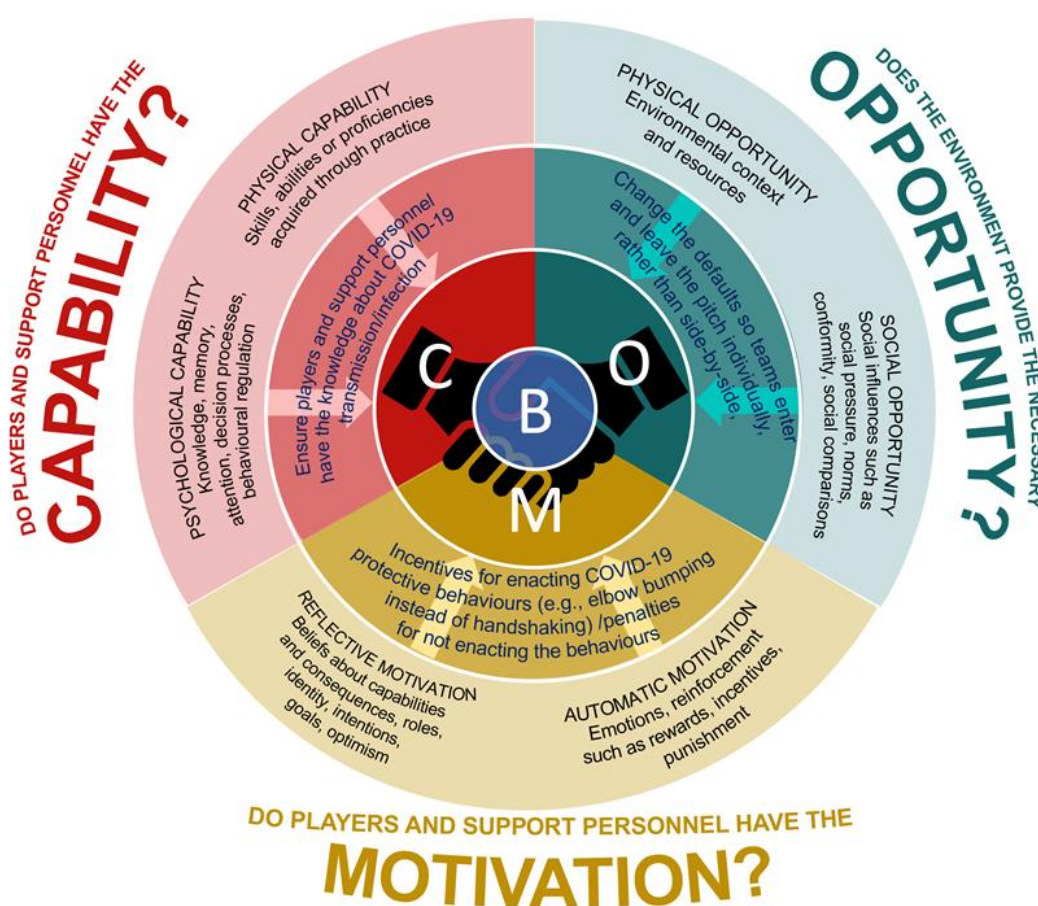 DO PLAYERS AND SUPPORT PERSONNEL HAVE THE
CAPABILITY?
PHYSICAL CAPABILITY
Skills, abilities or proficiencies
acquired through practice
PSYCHOLOGICAL CAPABILITY
Knowledge, memory,
attention, decision processes,
behavioural regulation
Ensure players and support personnel
have the knowledge about COVID-19
transmission/infection
DOES THE ENVIRONMENT PROVIDE THE NECESSARY
OPPORTUNITY?
PHYSICAL OPPORTUNITY
Environmental context
and resources
SOCIAL OPPORTUNITY
Social influences such as
social pressure, norms,
conformity, social comparisons
Change the defaults so teams enter
and leave the pitch individually,
rather than side-by-side,
C
O
B
M
Incentives for enacting COVID-19
protective behaviours (e.g., elbow bumping
instead of handshaking) /penalties
for not enacting the behaviours
REFLECTIVE MOTIVATION
Beliefs about capabilities
and consequences, roles,
identity, intentions,
goals, optimism
AUTOMATIC MOTIVATION
Emotions, reinforcement
such as rewards, incentives,
punishment
DO PLAYERS AND SUPPORT PERSONNEL HAVE THE
MOTIVATION?